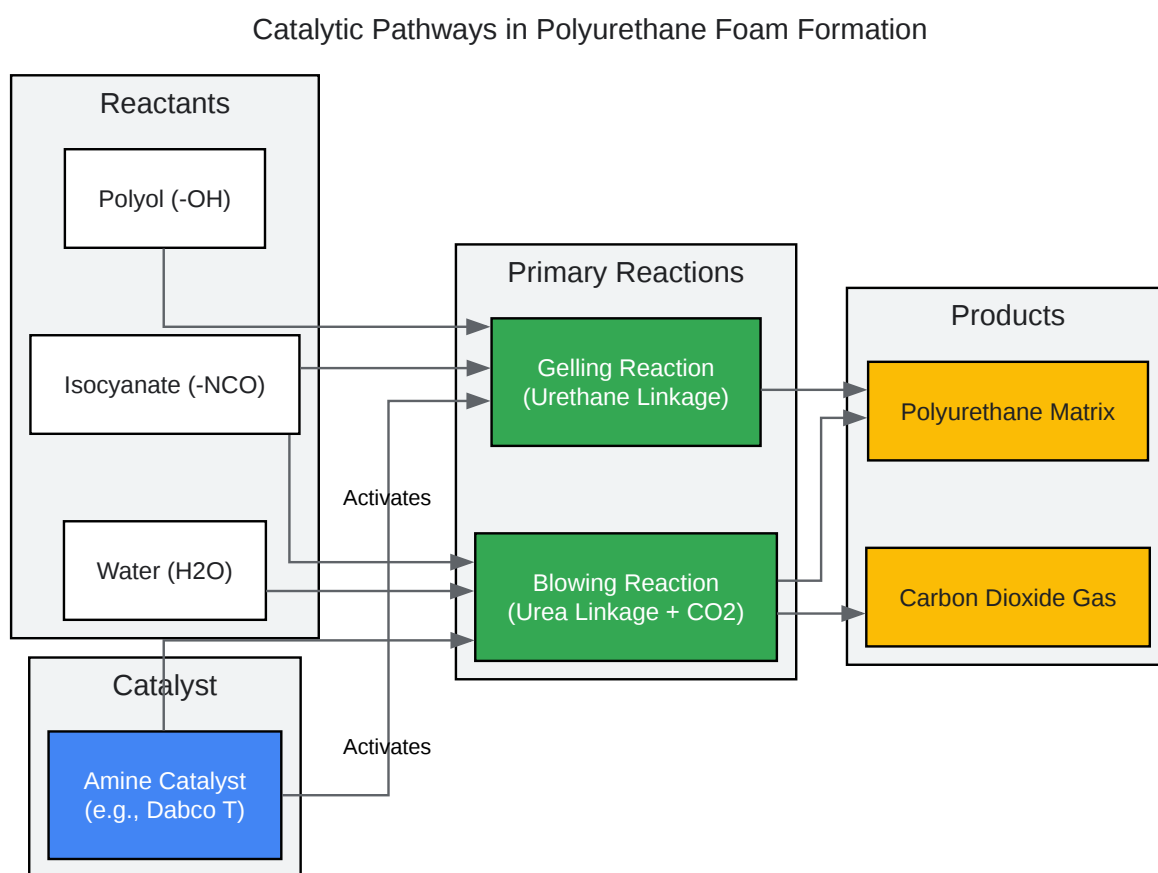 Catalytic Pathways in Polyurethane Foam Formation
Reactants
Polyol (-OH)
Isocyanate (-NCO)
Water (H2O)
Catalyst
Amine Catalyst
(e.g., Dabco T)
Activates
Activates
Primary Reactions
Gelling Reaction
(Urethane Linkage)
Blowing Reaction
(Urea Linkage + CO2)
Products
Polyurethane Matrix
Carbon Dioxide Gas